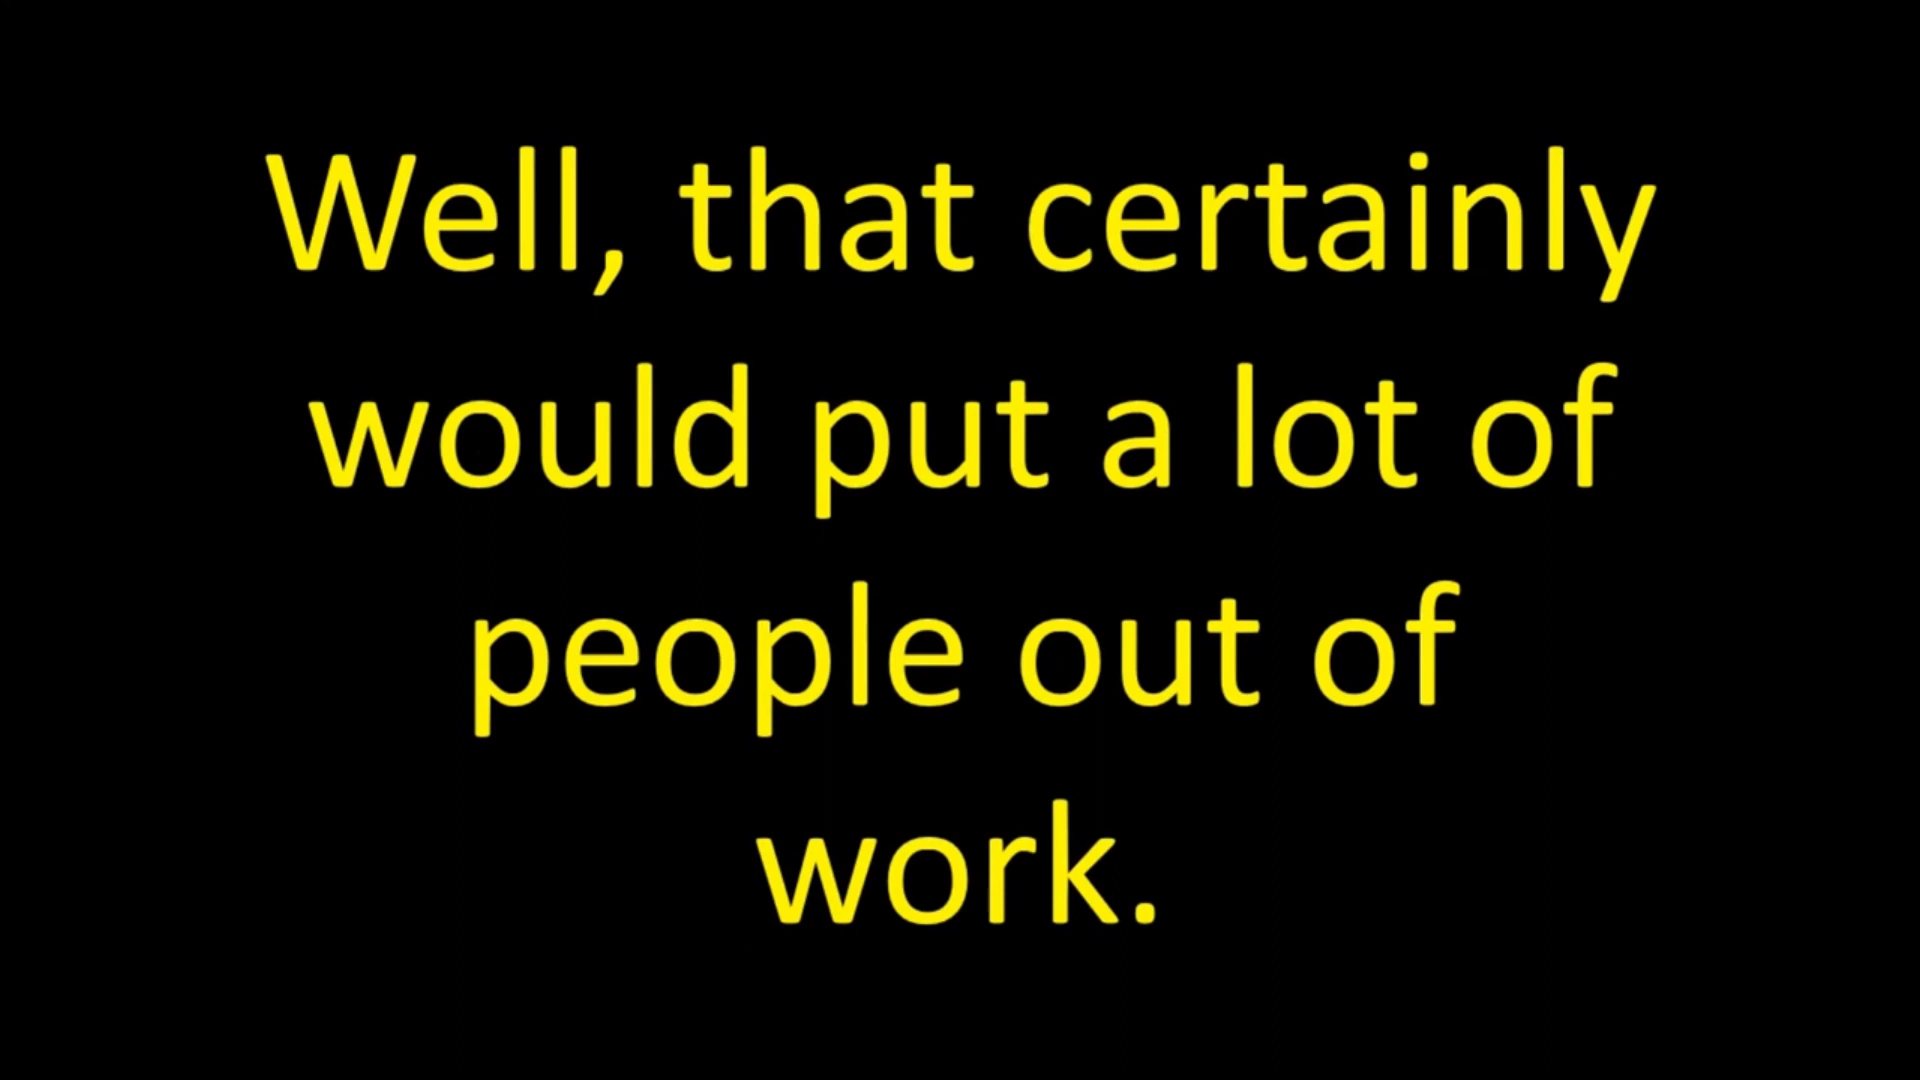 Well, that certainly
would put a lot of
people out of
work.